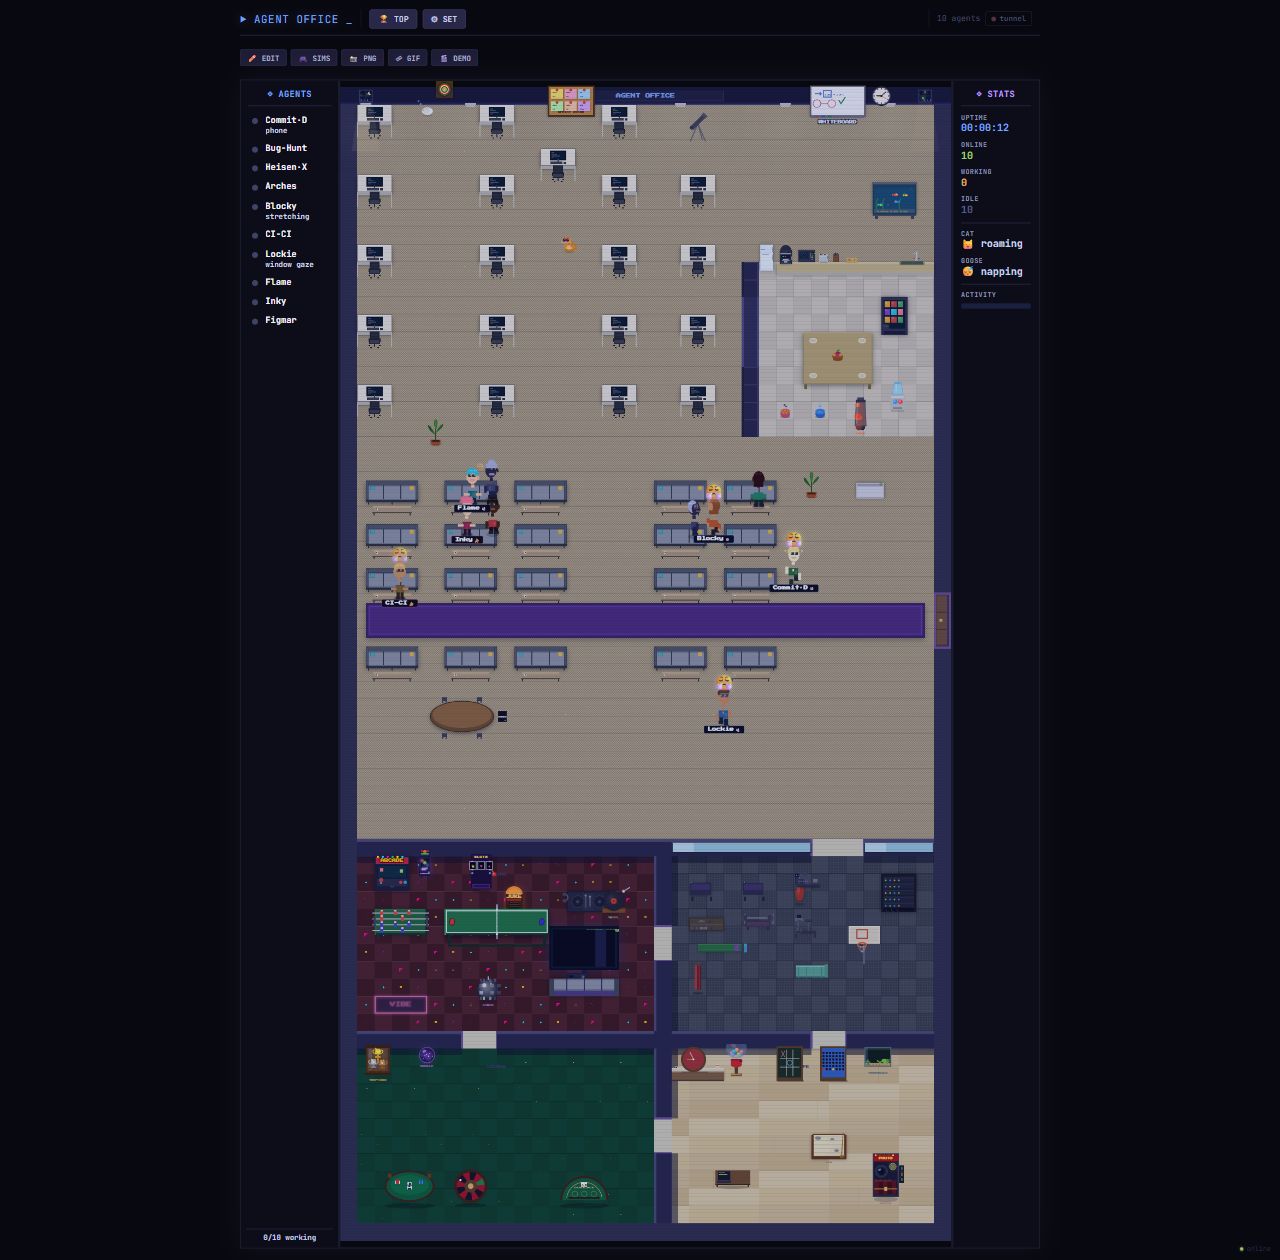 AGENT OFFICE _
TOP
SET
10 agents
tunnel
EDIT
SIMS
PNG
GIF
DEMO
AGENTS
Commit·D
phone
Bug-Hunt
Heisen·X
Arches
Blocky
stretching
CI-CI
Lockie
window gaze
Flame
Inky
Figmar
0/10 working
AGENT OFFICE
WHITEBOARD
Flame
Inky
Blocky
Commit·D
CI-CI
Lockie
ARCADE
SLOTS
VIBE
STATS
UPTIME
00:00:12
ONLINE
10
WORKING
0
IDLE
10
CAT
roaming
GOOSE
napping
ACTIVITY
online